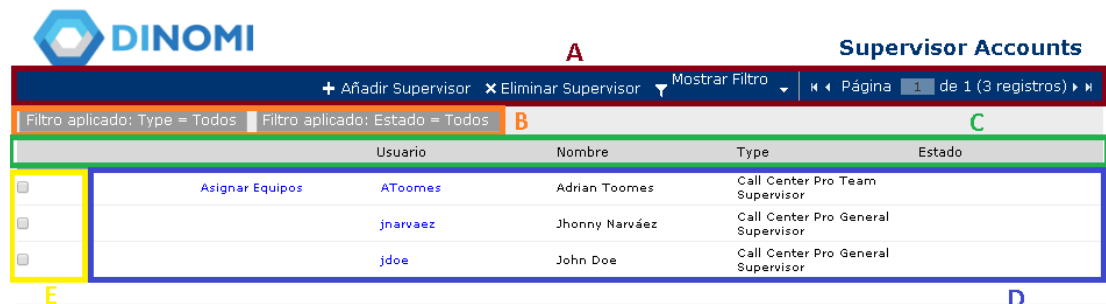 DINOMI
A
Supervisor Accounts
Añadir Supervisor Eliminar Supervisor Mostrar Filtro Página 1 de 1 (3 registros)
Filtro aplicado: Type = Todos Filtro aplicado: Estado = Todos B C
Usuario Nombre Type Estado
Asignar Equipos AToomes Adrian Toomes Call Center Pro Team
Supervisor
jnarvaez Jhonny Narváez Call Center Pro General
Supervisor
jdoe John Doe Call Center Pro General
Supervisor
E D